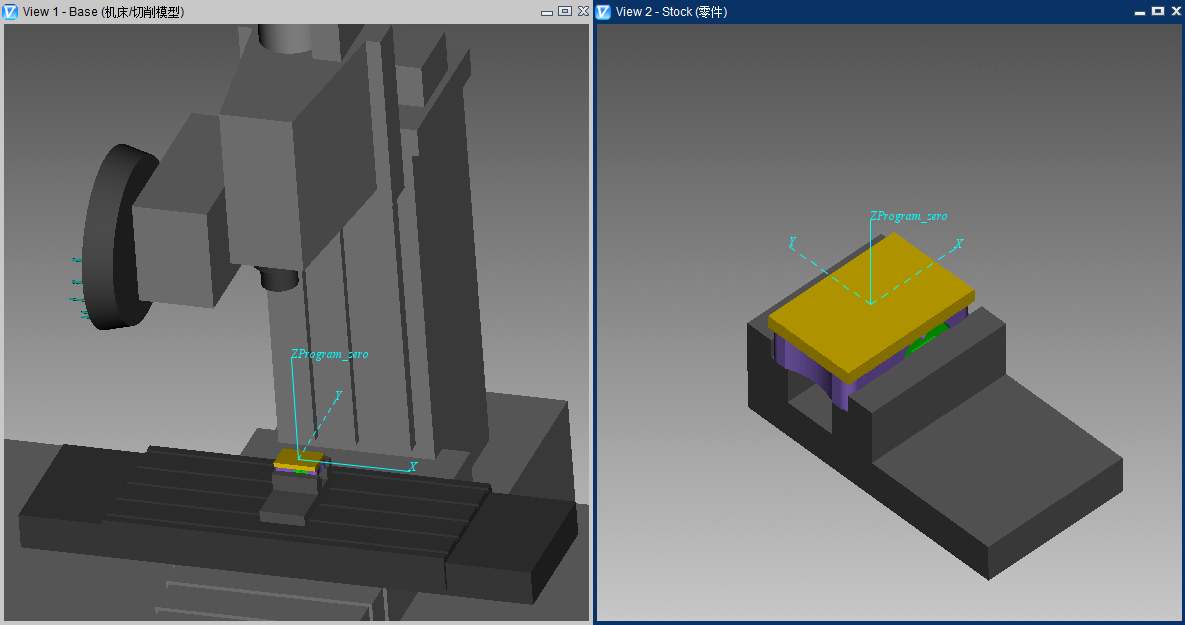 View 1 - Base (机床/切削模型)
View 2 - Stock (零件)
ZProgram_zero
Y
X
ZProgram_zero
Y
X